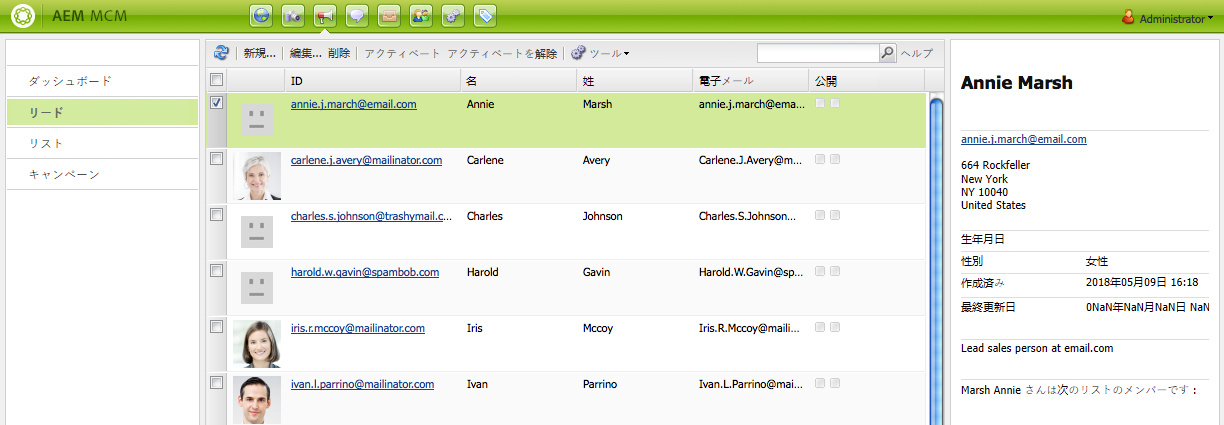 AEM MCM
Administrator
ダッシュボード
リード
リスト
キャンペーン
新規... 編集... 削除 アクティベート アクティベートを解除 ツール ヘルプ
ID 名 姓 電子メール 公開
annie.j.march@email.com Annie Marsh annie.j.march@ema...
carlene.j.avery@mailinator.com Carlene Avery Carlene.J.Avery@m...
charles.s.johnson@trashymail.c... Charles Johnson Charles.S.Johnson...
harold.w.gavin@spambob.com Harold Gavin Harold.W.Gavin@sp...
iris.r.mccoy@mailinator.com Iris Mccoy Iris.R.Mccoy@maili...
ivan.l.parrino@mailinator.com Ivan Parrino Ivan.L.Parrino@mai...
Annie Marsh
annie.j.march@email.com
664 Rockfeller
New York
NY 10040
United States
生年月日
性別 女性
作成済み 2018年05月09日 16:18
最終更新日 0NaN年NaN月NaN日 NaN
Lead sales person at email.com
Marsh Annie さんは次のリストのメンバーです：